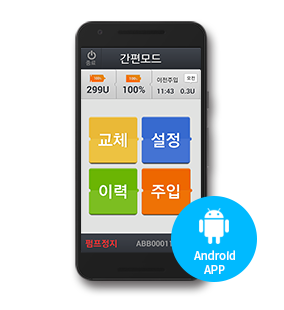 종료
간편모드
100%
299U
100%
이전주입
오전
11:43 0.3U
교체
설정
이력
주입
펌프정지
ABB00011
Android
APP